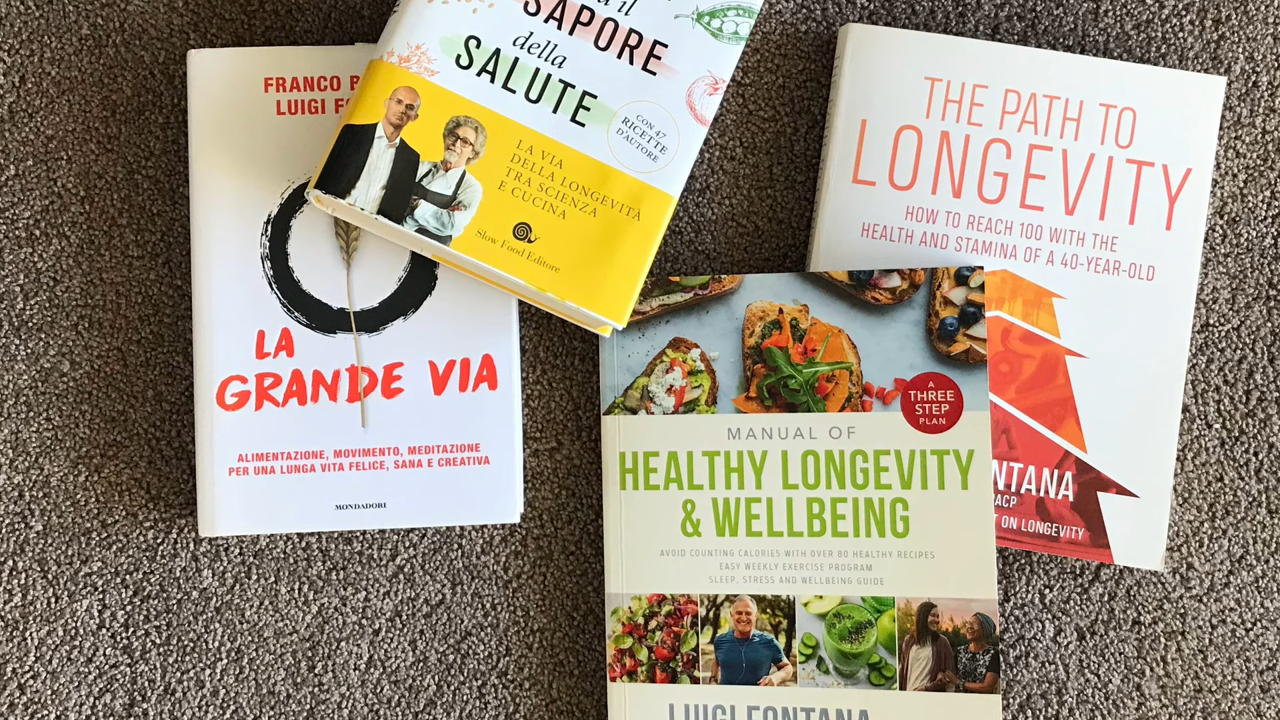 FRANCO
LUIGI
LA
GRANDE VIA
ALIMENTAZIONE, MOVIMENTO, MEDITAZIONE
PER UNA LUNGA VITA FELICE, SANA E CREATIVA
MONDADORI
il
SAPORE
della
SALUTE
CON 47
RICETTE
D'AUTORE
LA VIA
DELLA LONGEVITÀ
TRA SCIENZA
E CUCINA
Slow Food Editore
THE PATH TO
LONGEVITY
HOW TO REACH 100 WITH THE
HEALTH AND STAMINA OF A 40-YEAR-OLD
NTANA
ACP
T ON LONGEVITY
A
THREE
STEP
PLAN
MANUAL OF
HEALTHY LONGEVITY
& WELLBEING
AVOID COUNTING CALORIES WITH OVER 80 HEALTHY RECIPES
EASY WEEKLY EXERCISE PROGRAM
SLEEP, STRESS AND WELLBEING GUIDE
LUIGI FONTANA